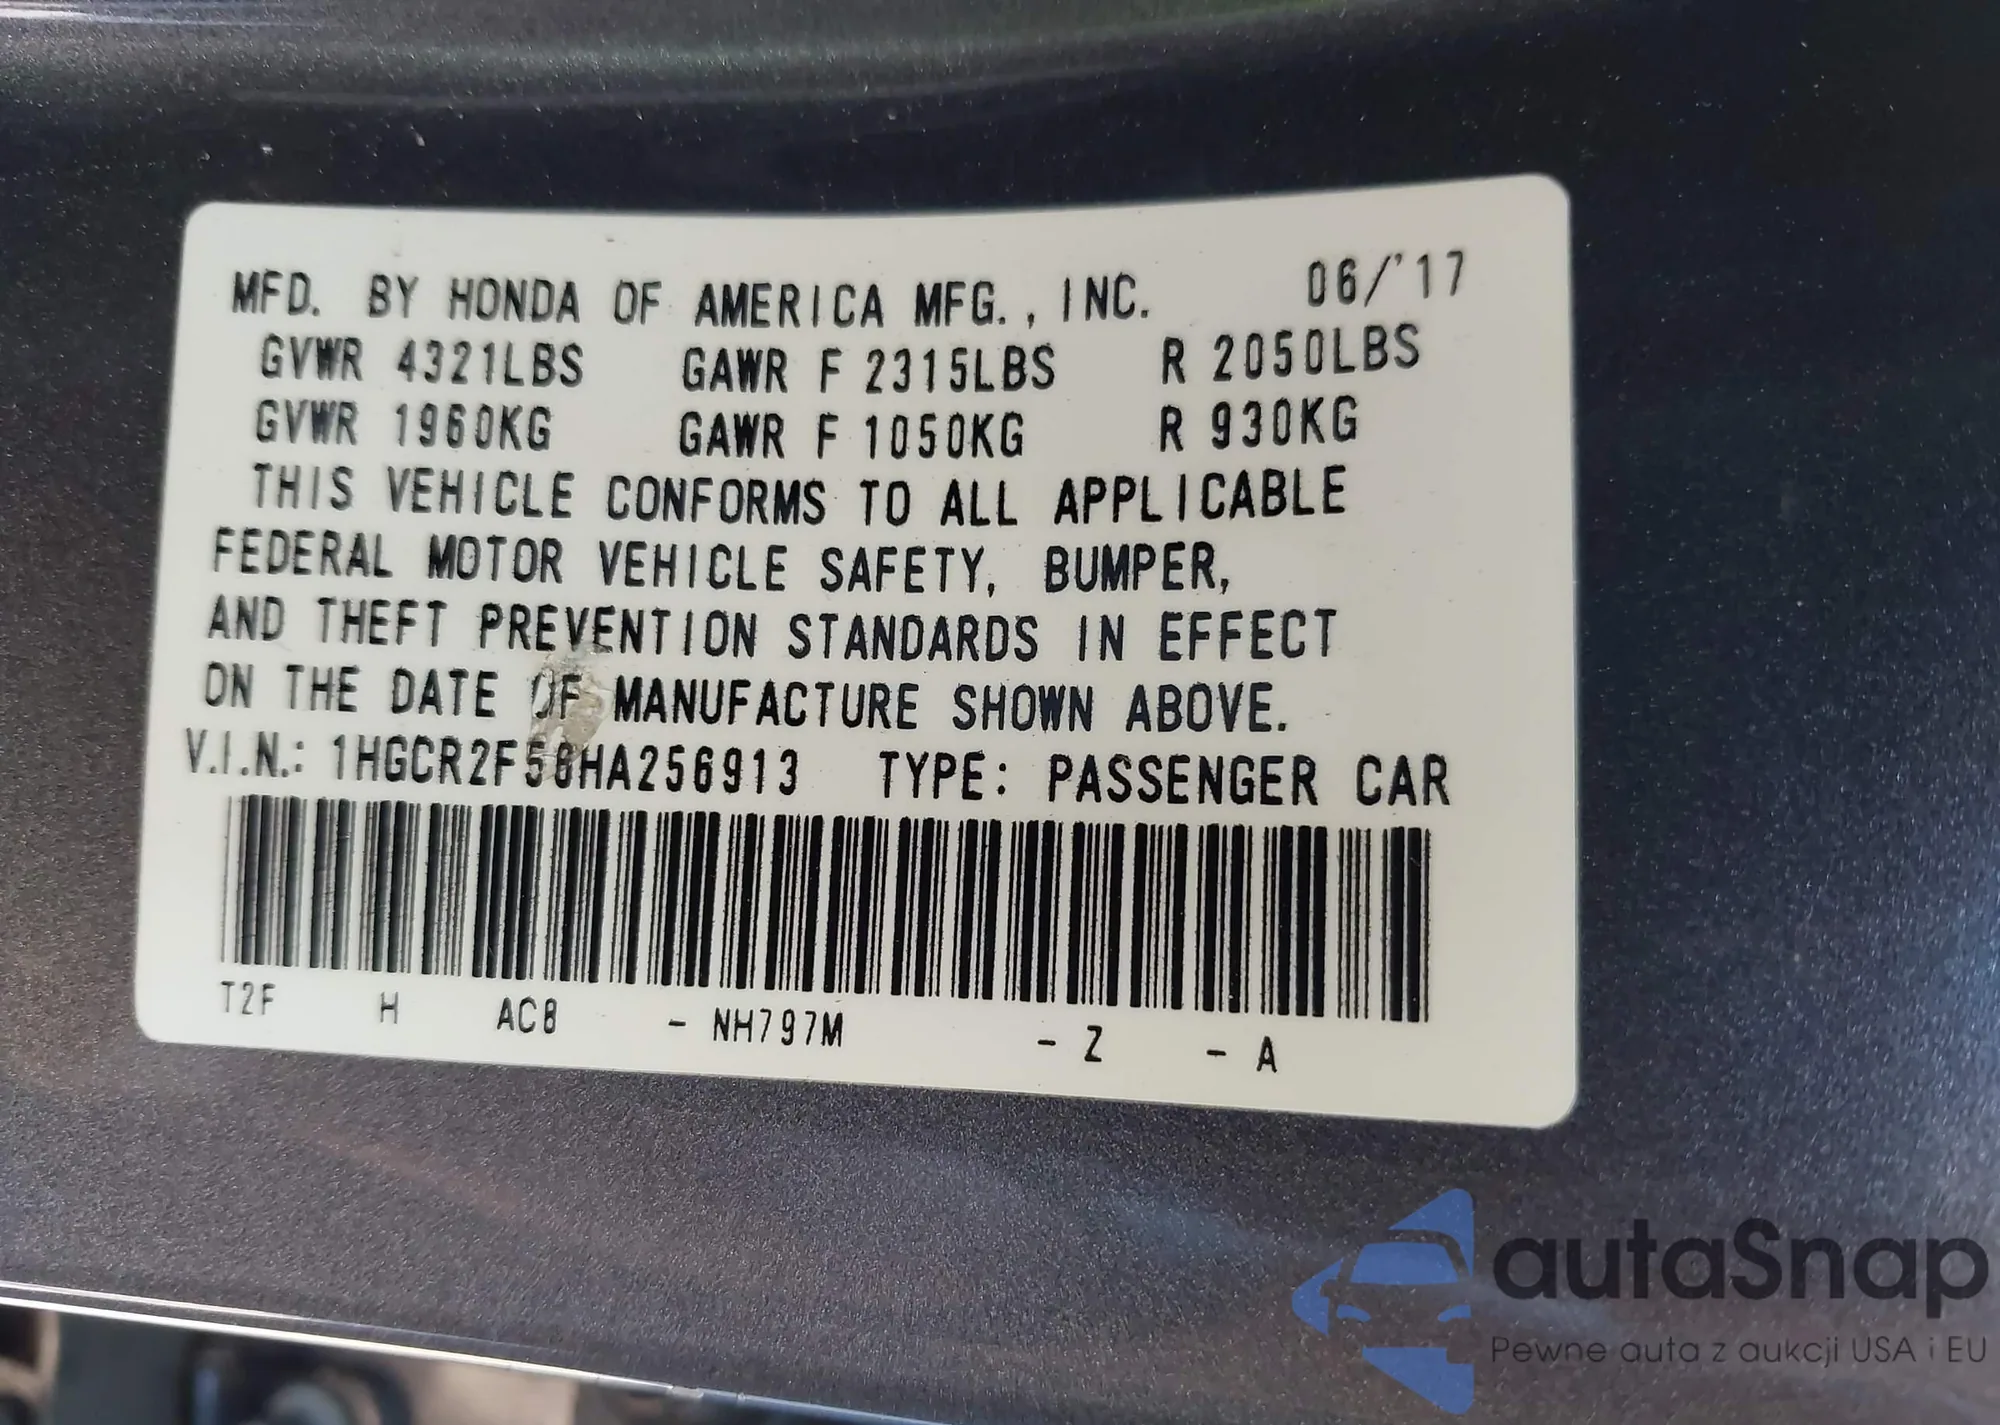 MFD. BY HONDA OF AMERICA MFG., INC. 06/'17
GVWR 4321LBS GAWR F 2315LBS R 2050LBS
GVWR 1960KG GAWR F 1050KG R 930KG
THIS VEHICLE CONFORMS TO ALL APPLICABLE
FEDERAL MOTOR VEHICLE SAFETY, BUMPER,
AND THEFT PREVENTION STANDARDS IN EFFECT
ON THE DATE OF MANUFACTURE SHOWN ABOVE.
V.I.N.: 1HGCR2F56HA256913 TYPE: PASSENGER CAR
T2F H AC8 - NH797M - Z - A
autaSnap
Pewne auta z aukcji USA i EU